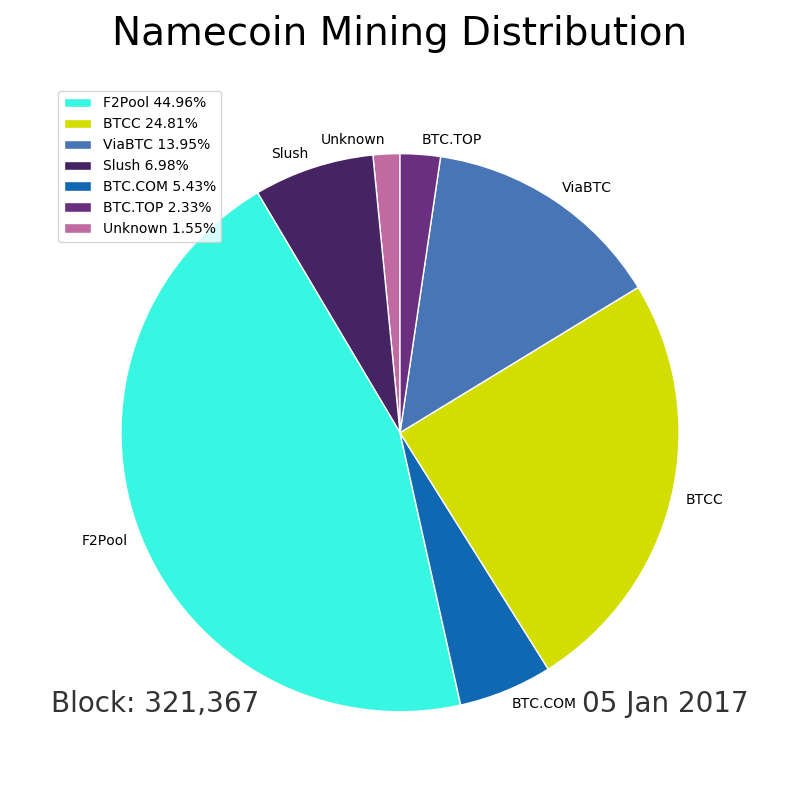 Namecoin Mining Distribution
F2Pool 44.96%
BTCC 24.81%
ViaBTC 13.95%
Slush 6.98%
BTC.COM 5.43%
BTC.TOP 2.33%
Unknown 1.55%
Unknown
BTC.TOP
Slush
ViaBTC
BTCC
F2Pool
BTC.COM
Block: 321,367
05 Jan 2017